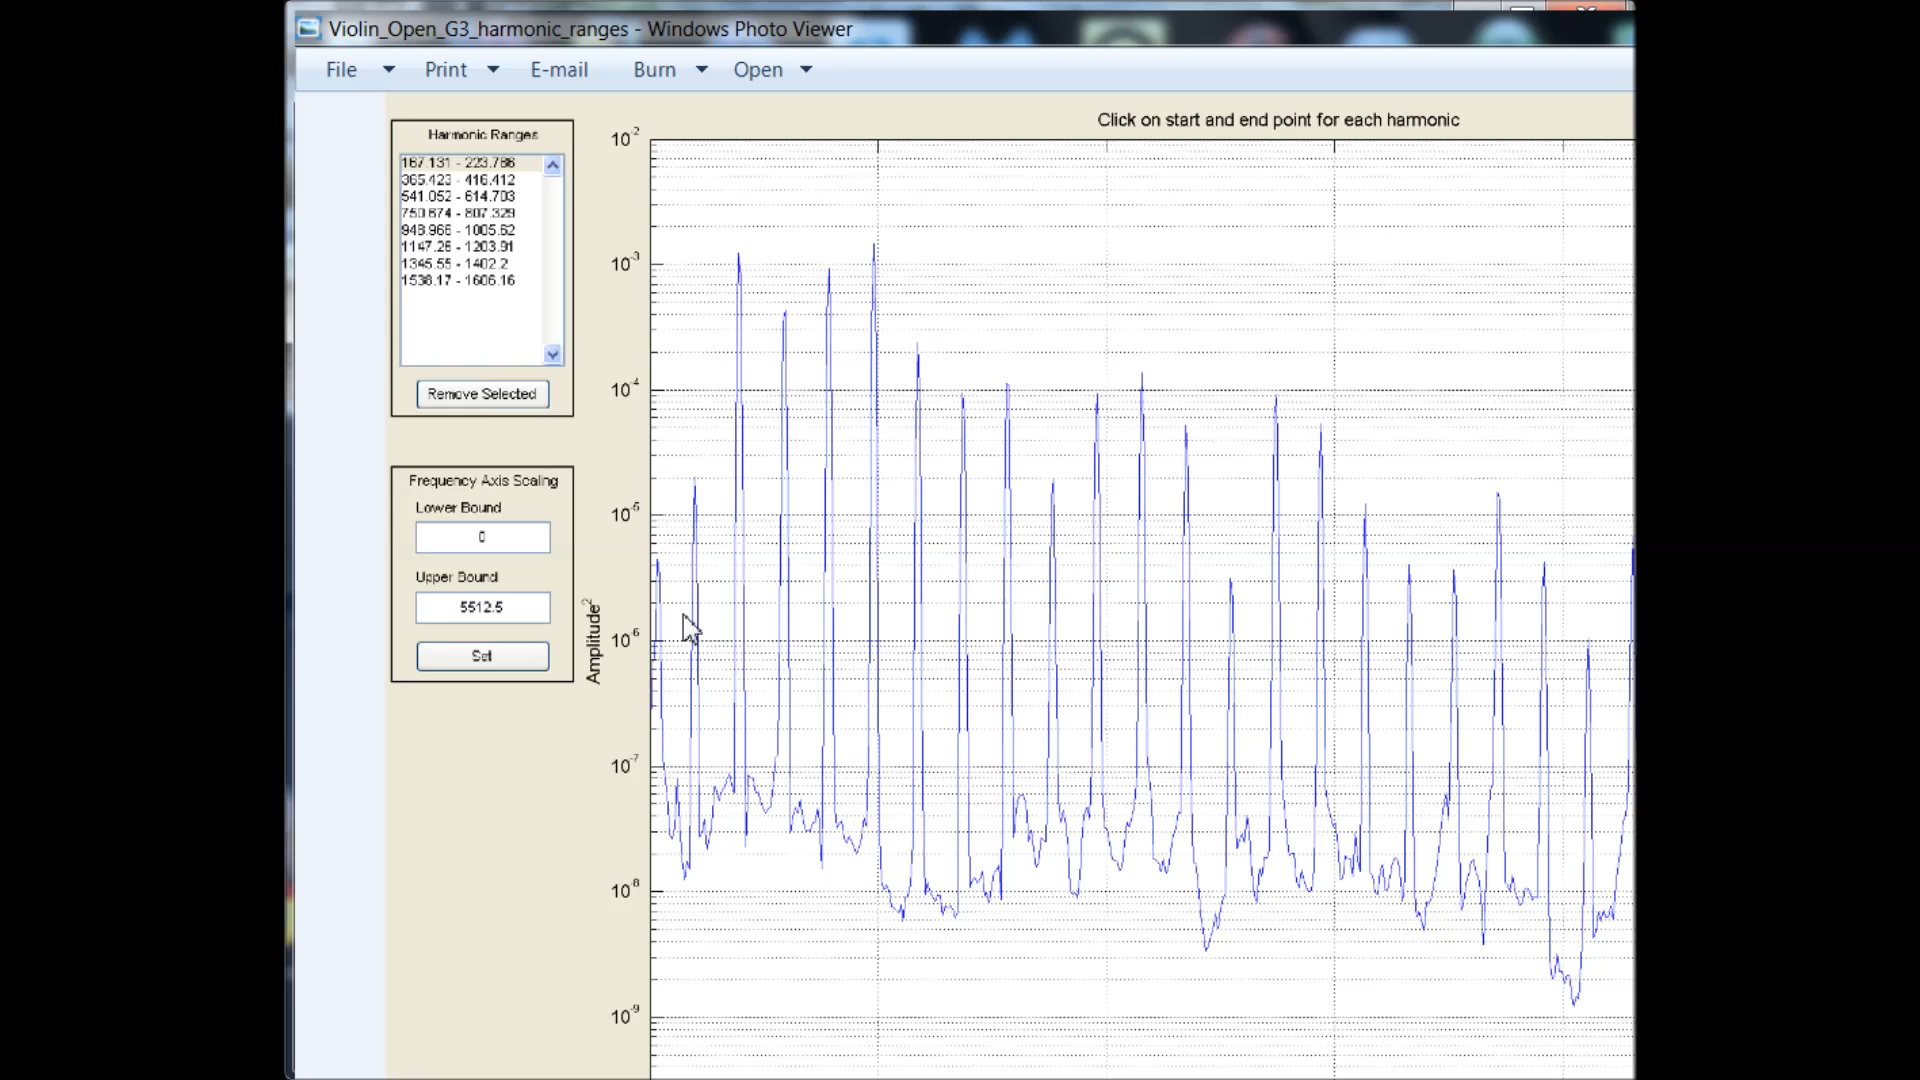 Violin_Open_G3_harmonic_ranges - Windows Photo Viewer
File Print E-mail Burn Open
Click on start and end point for each harmonic
Harmonic Ranges
167.131 - 223.786
365.423 - 416.412
541.052 - 614.703
750.674 - 807.329
948.966 - 1005.62
1147.26 - 1203.91
1345.55 - 1402.2
1538.17 - 1606.16
Remove Selected
Frequency Axis Scaling
Lower Bound
0
Upper Bound
5512.5
Set
Amplitude²
10⁻²
10⁻³
10⁻⁴
10⁻⁵
10⁻⁶
10⁻⁷
10⁻⁸
10⁻⁹